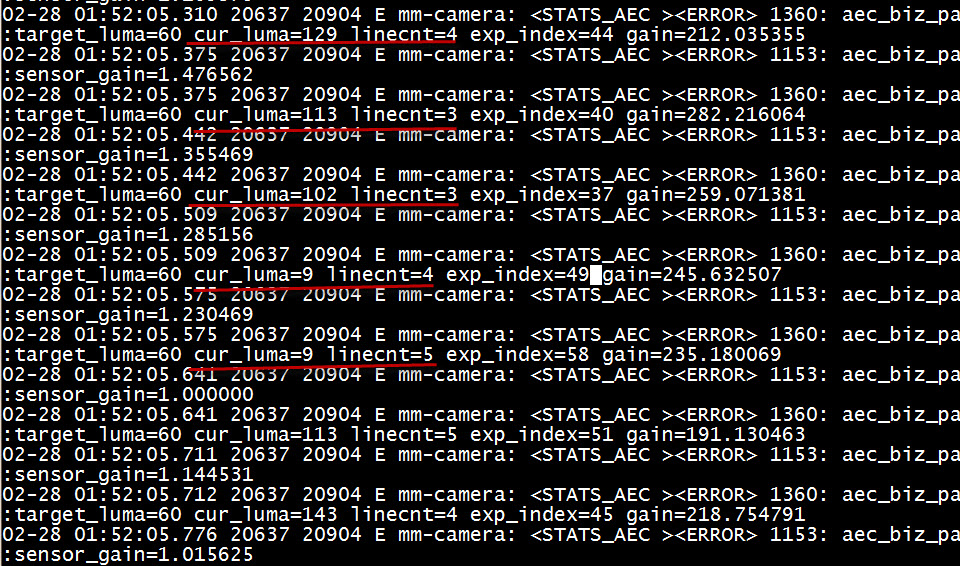 02-28 01:52:05.310 20637 20904 E mm-camera: <STATS_AEC ><ERROR> 1360: aec_biz_pa
:target_luma=60 cur_luma=129 linecnt=4 exp_index=44 gain=212.035355
02-28 01:52:05.375 20637 20904 E mm-camera: <STATS_AEC ><ERROR> 1153: aec_biz_pa
:sensor_gain=1.476562
02-28 01:52:05.375 20637 20904 E mm-camera: <STATS_AEC ><ERROR> 1360: aec_biz_pa
:target_luma=60 cur_luma=113 linecnt=3 exp_index=40 gain=282.216064
02-28 01:52:05.442 20637 20904 E mm-camera: <STATS_AEC ><ERROR> 1153: aec_biz_pa
:sensor_gain=1.355469
02-28 01:52:05.442 20637 20904 E mm-camera: <STATS_AEC ><ERROR> 1360: aec_biz_pa
:target_luma=60 cur_luma=102 linecnt=3 exp_index=37 gain=259.071381
02-28 01:52:05.509 20637 20904 E mm-camera: <STATS_AEC ><ERROR> 1153: aec_biz_pa
:sensor_gain=1.285156
02-28 01:52:05.509 20637 20904 E mm-camera: <STATS_AEC ><ERROR> 1360: aec_biz_pa
:target_luma=60 cur_luma=9 linecnt=4 exp_index=49 gain=245.632507
02-28 01:52:05.575 20637 20904 E mm-camera: <STATS_AEC ><ERROR> 1153: aec_biz_pa
:sensor_gain=1.230469
02-28 01:52:05.575 20637 20904 E mm-camera: <STATS_AEC ><ERROR> 1360: aec_biz_pa
:target_luma=60 cur_luma=9 linecnt=5 exp_index=58 gain=235.180069
02-28 01:52:05.641 20637 20904 E mm-camera: <STATS_AEC ><ERROR> 1153: aec_biz_pa
:sensor_gain=1.000000
02-28 01:52:05.641 20637 20904 E mm-camera: <STATS_AEC ><ERROR> 1360: aec_biz_pa
:target_luma=60 cur_luma=113 linecnt=5 exp_index=51 gain=191.130463
02-28 01:52:05.711 20637 20904 E mm-camera: <STATS_AEC ><ERROR> 1153: aec_biz_pa
:sensor_gain=1.144531
02-28 01:52:05.712 20637 20904 E mm-camera: <STATS_AEC ><ERROR> 1360: aec_biz_pa
:target_luma=60 cur_luma=143 linecnt=4 exp_index=45 gain=218.754791
02-28 01:52:05.776 20637 20904 E mm-camera: <STATS_AEC ><ERROR> 1153: aec_biz_pa
:sensor_gain=1.015625